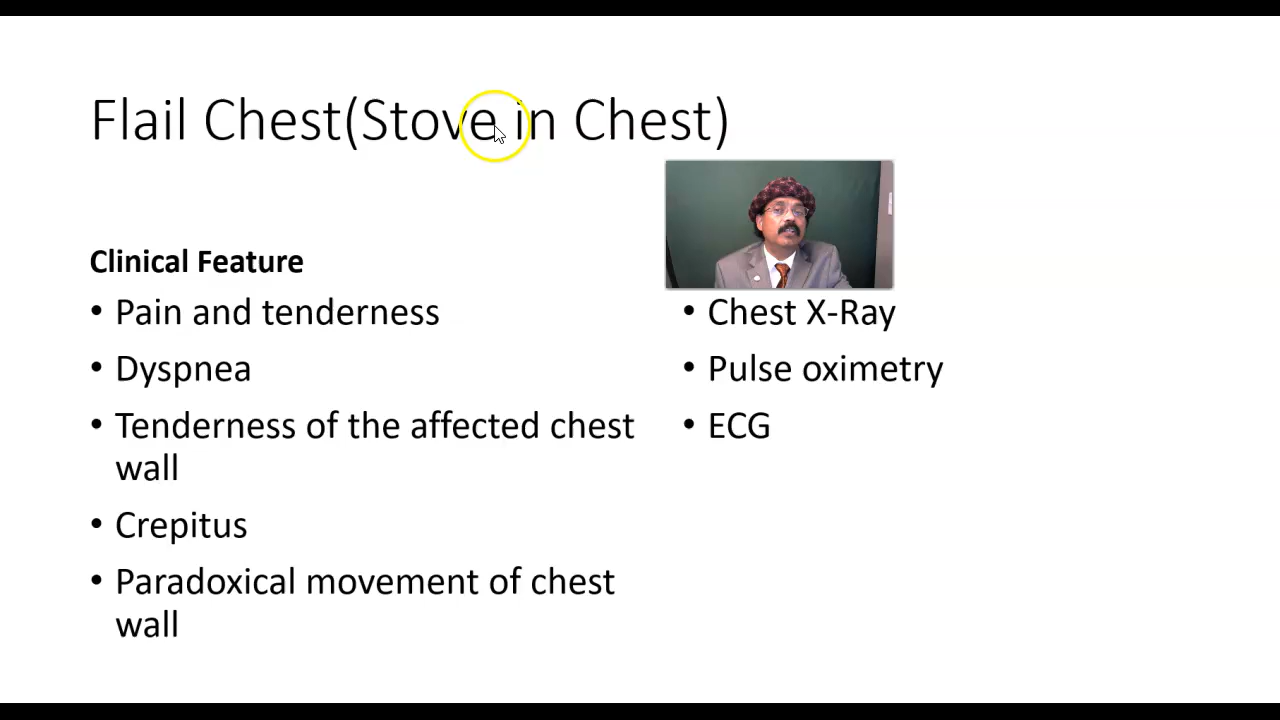 Flail Chest(Stove in Chest)
Clinical Feature
• Pain and tenderness
• Dyspnea
• Tenderness of the affected chest
wall
• Crepitus
• Paradoxical movement of chest
wall
• Chest X-Ray
• Pulse oximetry
• ECG